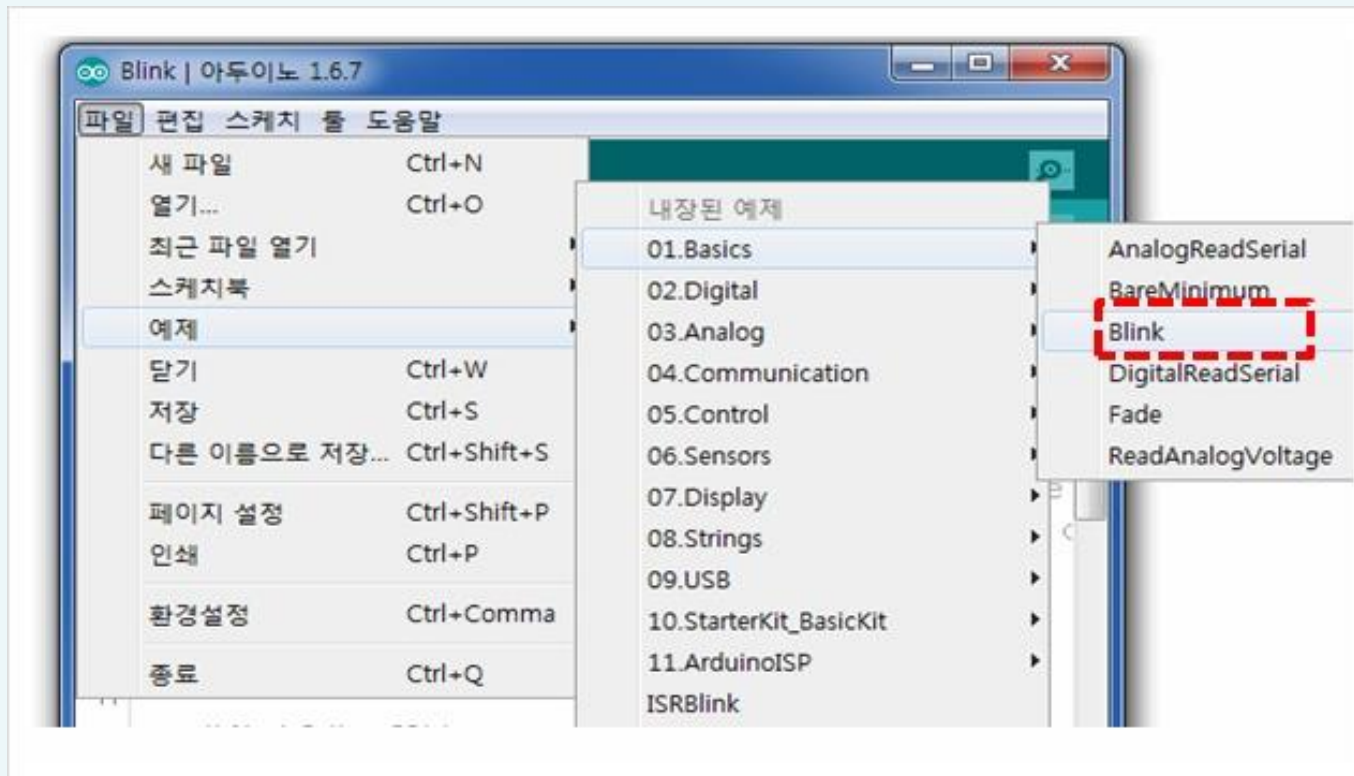 Blink | 아두이노 1.6.7
파일 편집 스케치 툴 도움말
새 파일 Ctrl+N
열기... Ctrl+O
최근 파일 열기
스케치북
예제
닫기 Ctrl+W
저장 Ctrl+S
다른 이름으로 저장... Ctrl+Shift+S
페이지 설정 Ctrl+Shift+P
인쇄 Ctrl+P
환경설정 Ctrl+Comma
종료 Ctrl+Q
내장된 예제
01.Basics
02.Digital
03.Analog
04.Communication
05.Control
06.Sensors
07.Display
08.Strings
09.USB
10.StarterKit_BasicKit
11.ArduinoISP
ISRBlink
AnalogReadSerial
BareMinimum
Blink
DigitalReadSerial
Fade
ReadAnalogVoltage